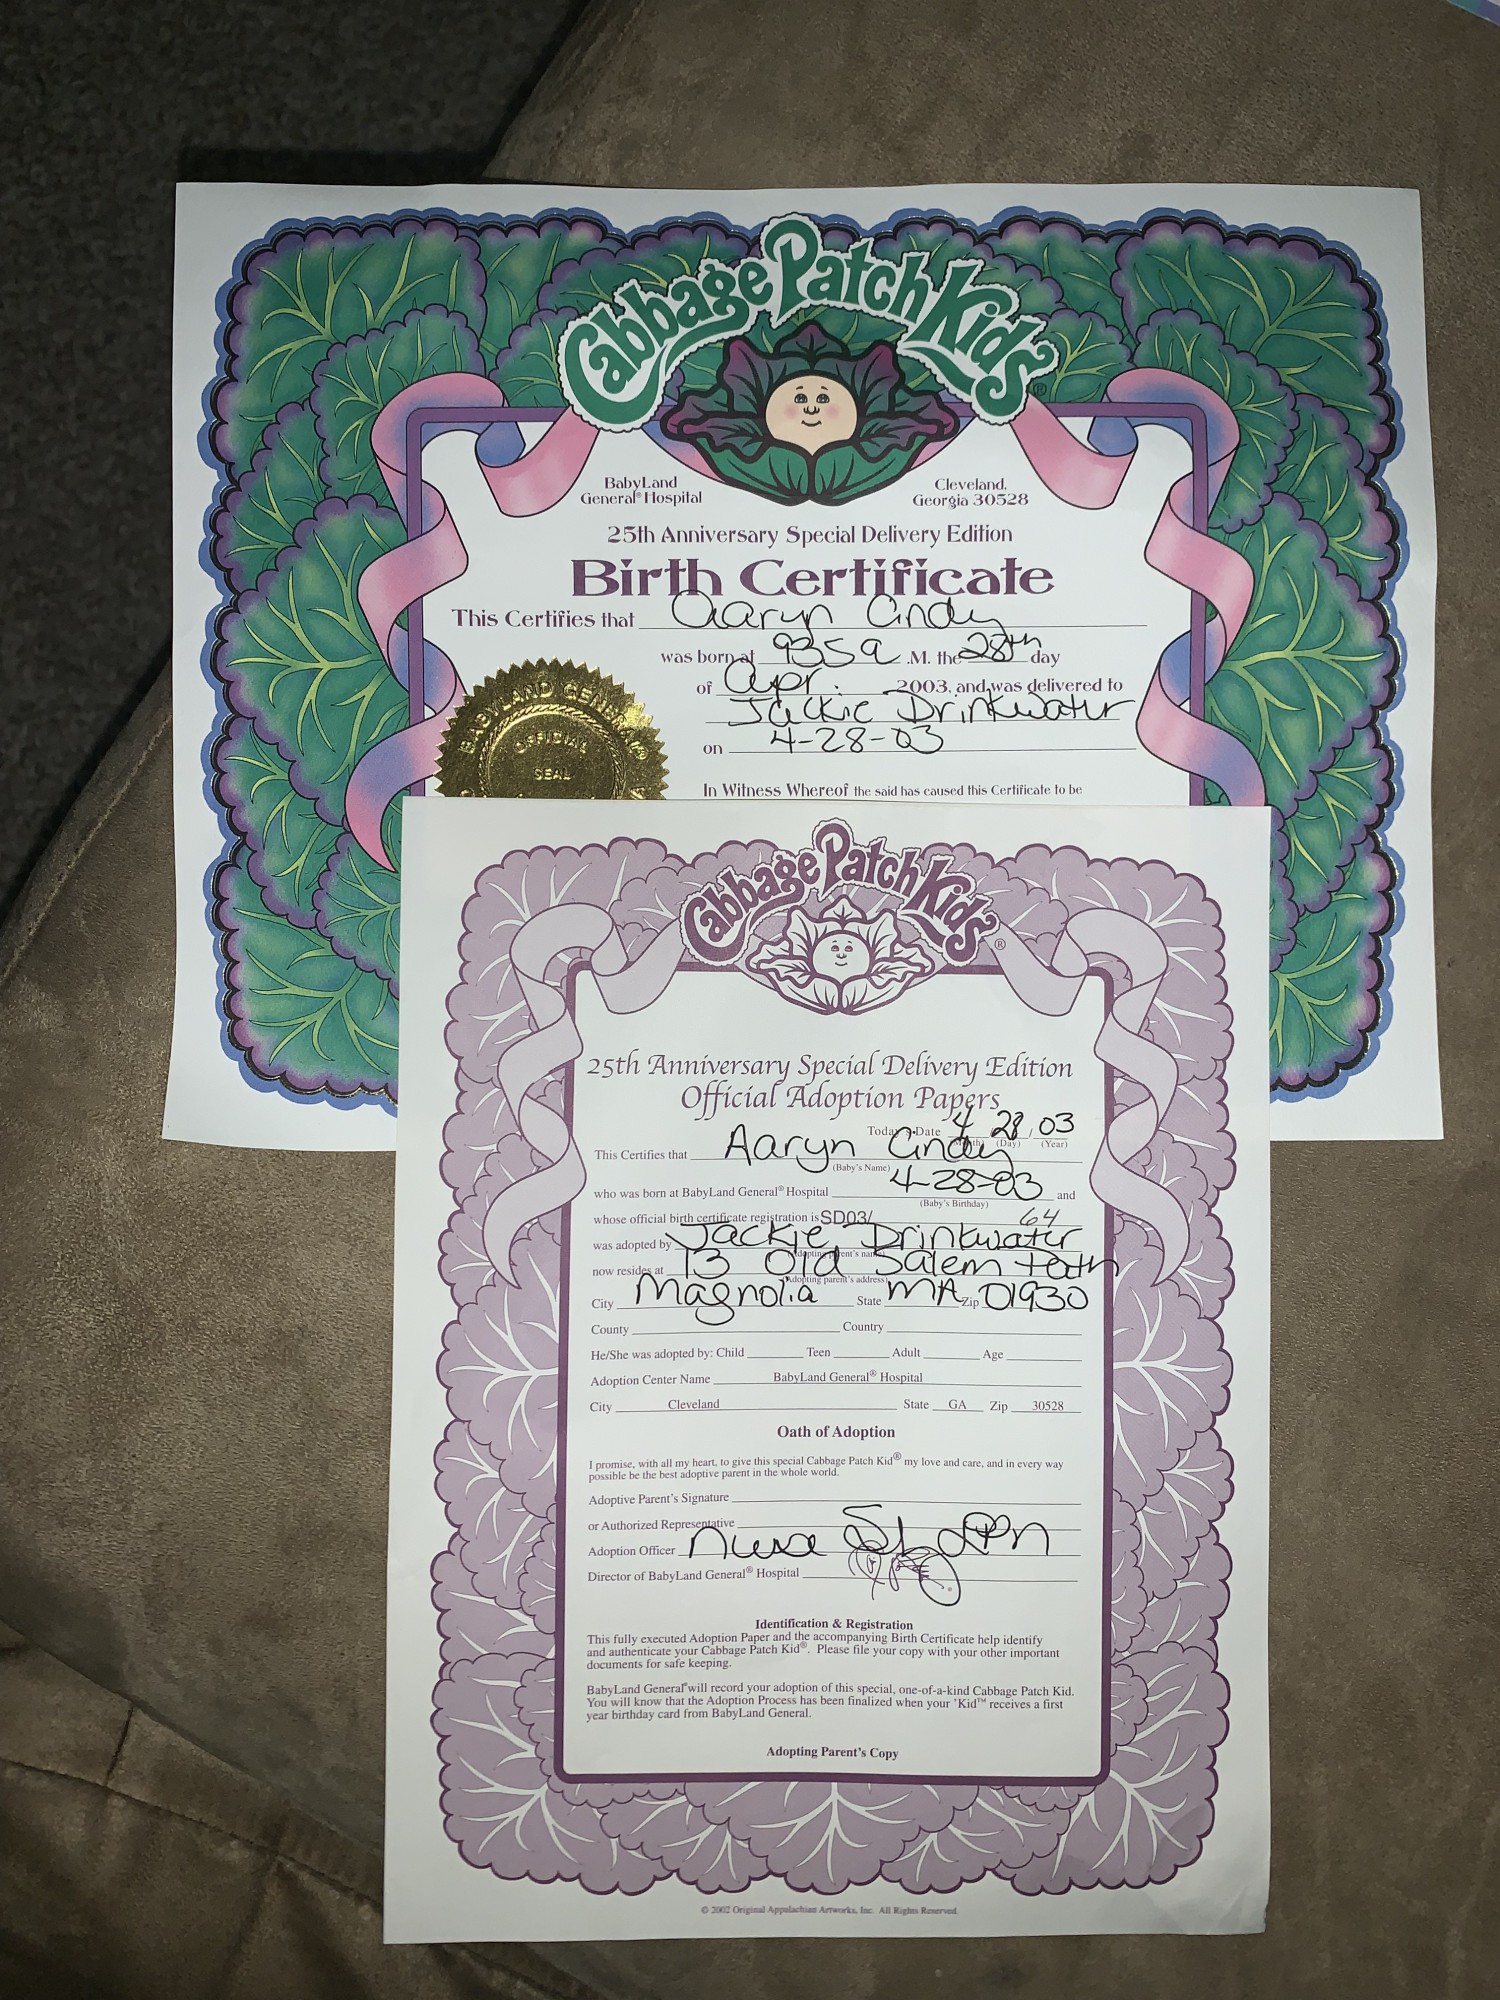 Cabbage Patch Kids®
BabyLand General® Hospital
Cleveland, Georgia 30528
25th Anniversary Special Delivery Edition
Birth Certificate
This Certifies that Aaryn Cindy
was born at 935 a .M. the 28th day
of Apr. 2003, and was delivered to
Jackie Drinkwater
on 4-28-03
BABYLAND GENERAL
OFFICIAL
SEAL
In Witness Whereof the said has caused this Certificate to be
Cabbage Patch Kids®
25th Anniversary Special Delivery Edition
Official Adoption Papers
Today's Date 4 / 28 / 03
(Month) (Day) (Year)
This Certifies that Aaryn Cindy
(Baby's Name)
who was born at BabyLand General® Hospital 4-28-03 and
(Baby's Birthday)
whose official birth certificate registration is SD03/ 64
was adopted by Jackie Drinkwater
(Adopting parent's name)
now resides at 13 Old Salem Path
(Adopting parent's address)
City Magnolia State MA Zip 01930
County Country
He/She was adopted by: Child Teen Adult Age
Adoption Center Name BabyLand General® Hospital
City Cleveland State GA Zip 30528
Oath of Adoption
I promise, with all my heart, to give this special Cabbage Patch Kid® my love and care, and in every way
possible be the best adoptive parent in the whole world.
Adoptive Parent's Signature
or Authorized Representative
Adoption Officer Nurse LPN
Director of BabyLand General® Hospital
Identification & Registration
This fully executed Adoption Paper and the accompanying Birth Certificate help identify
and authenticate your Cabbage Patch Kid®. Please file your copy with your other important
documents for safe keeping.
BabyLand General® will record your adoption of this special, one-of-a-kind Cabbage Patch Kid.
You will know that the Adoption Process has been finalized when your 'Kid™ receives a first
year birthday card from BabyLand General.
Adopting Parent's Copy
© 2002 Original Appalachian Artworks, Inc. All Rights Reserved.